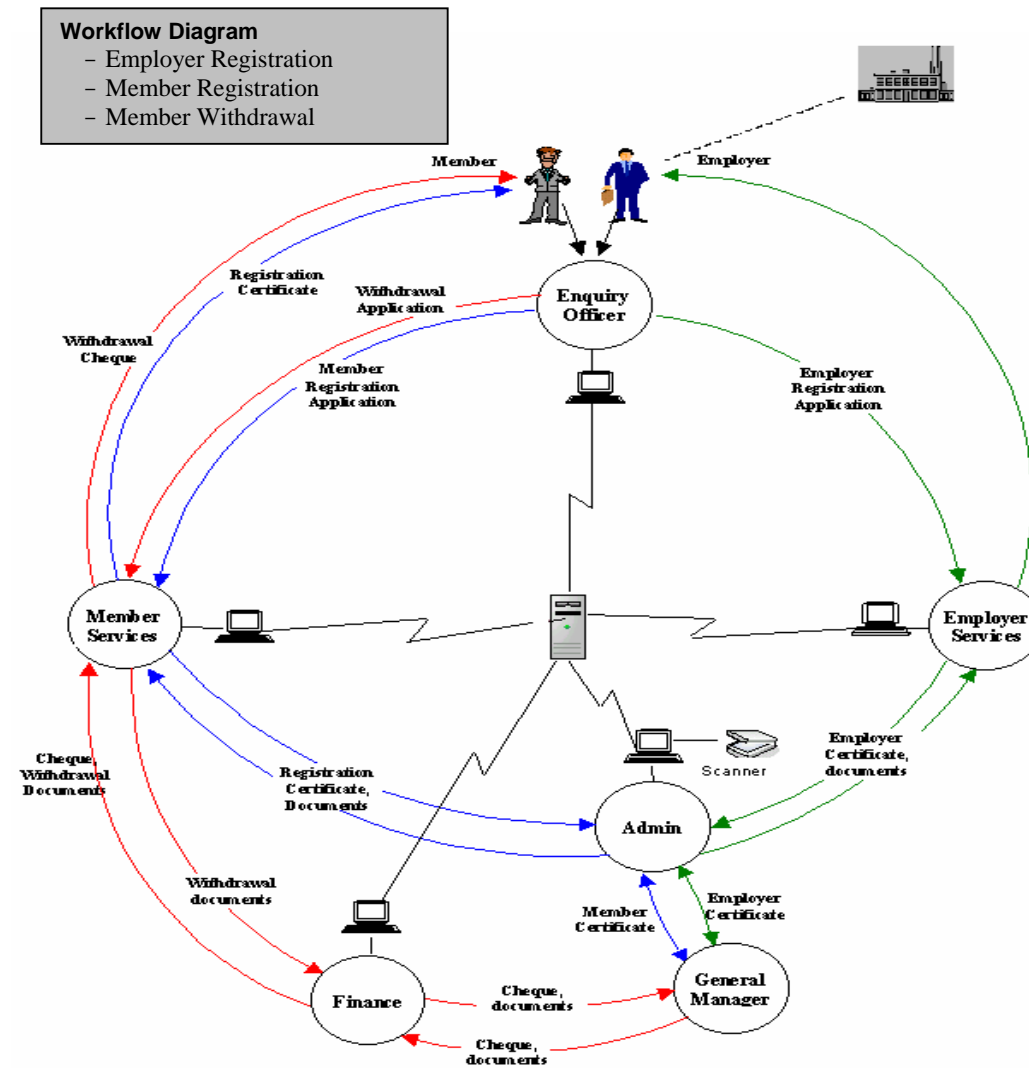 Workflow Diagram
– Employer Registration
– Member Registration
– Member Withdrawal
Member
Employer
Registration
Certificate
Withdrawal
Application
Enquiry
Officer
Withdrawal
Cheque
Member
Registration
Application
Employer
Registration
Application
Member
Services
Employer
Services
Cheque,
Withdrawal
Documents
Registration
Certificate,
Documents
Employer
Certificate,
documents
Scanner
Admin
Withdrawal
documents
Member
Certificate
Employer
Certificate
Finance
Cheque,
documents
General
Manager
Cheque,
documents